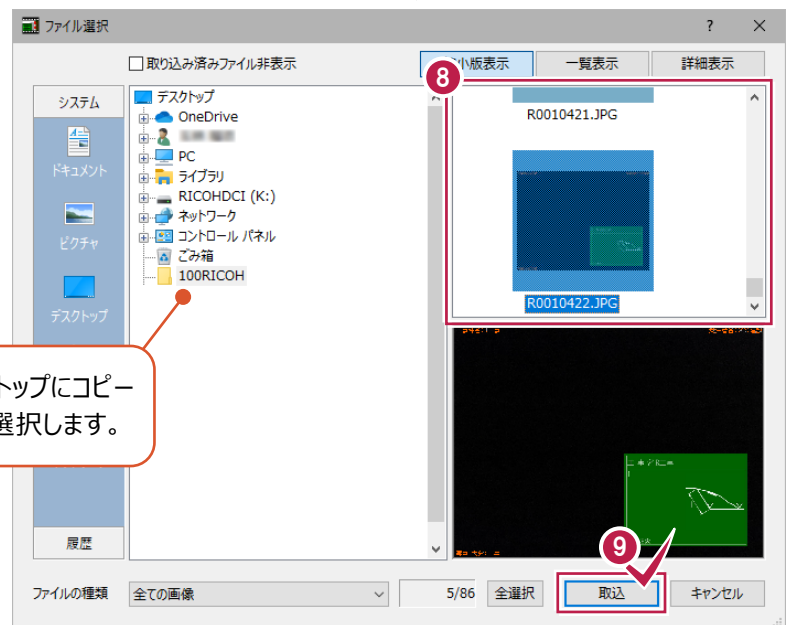 ファイル選択
?
取り込み済みファイル非表示
小版表示
一覧表示
詳細表示
8
システム
ドキュメント
ピクチャ
デスクトップ
履歴
デスクトップ
OneDrive
PC
ライブラリ
RICOHDCI (K:)
ネットワーク
コントロール パネル
ごみ箱
100RICOH
R0010421.JPG
R0010422.JPG
トップにコピー
選択します。
9
ファイルの種類
全ての画像
5/86
全選択
取込
キャンセル